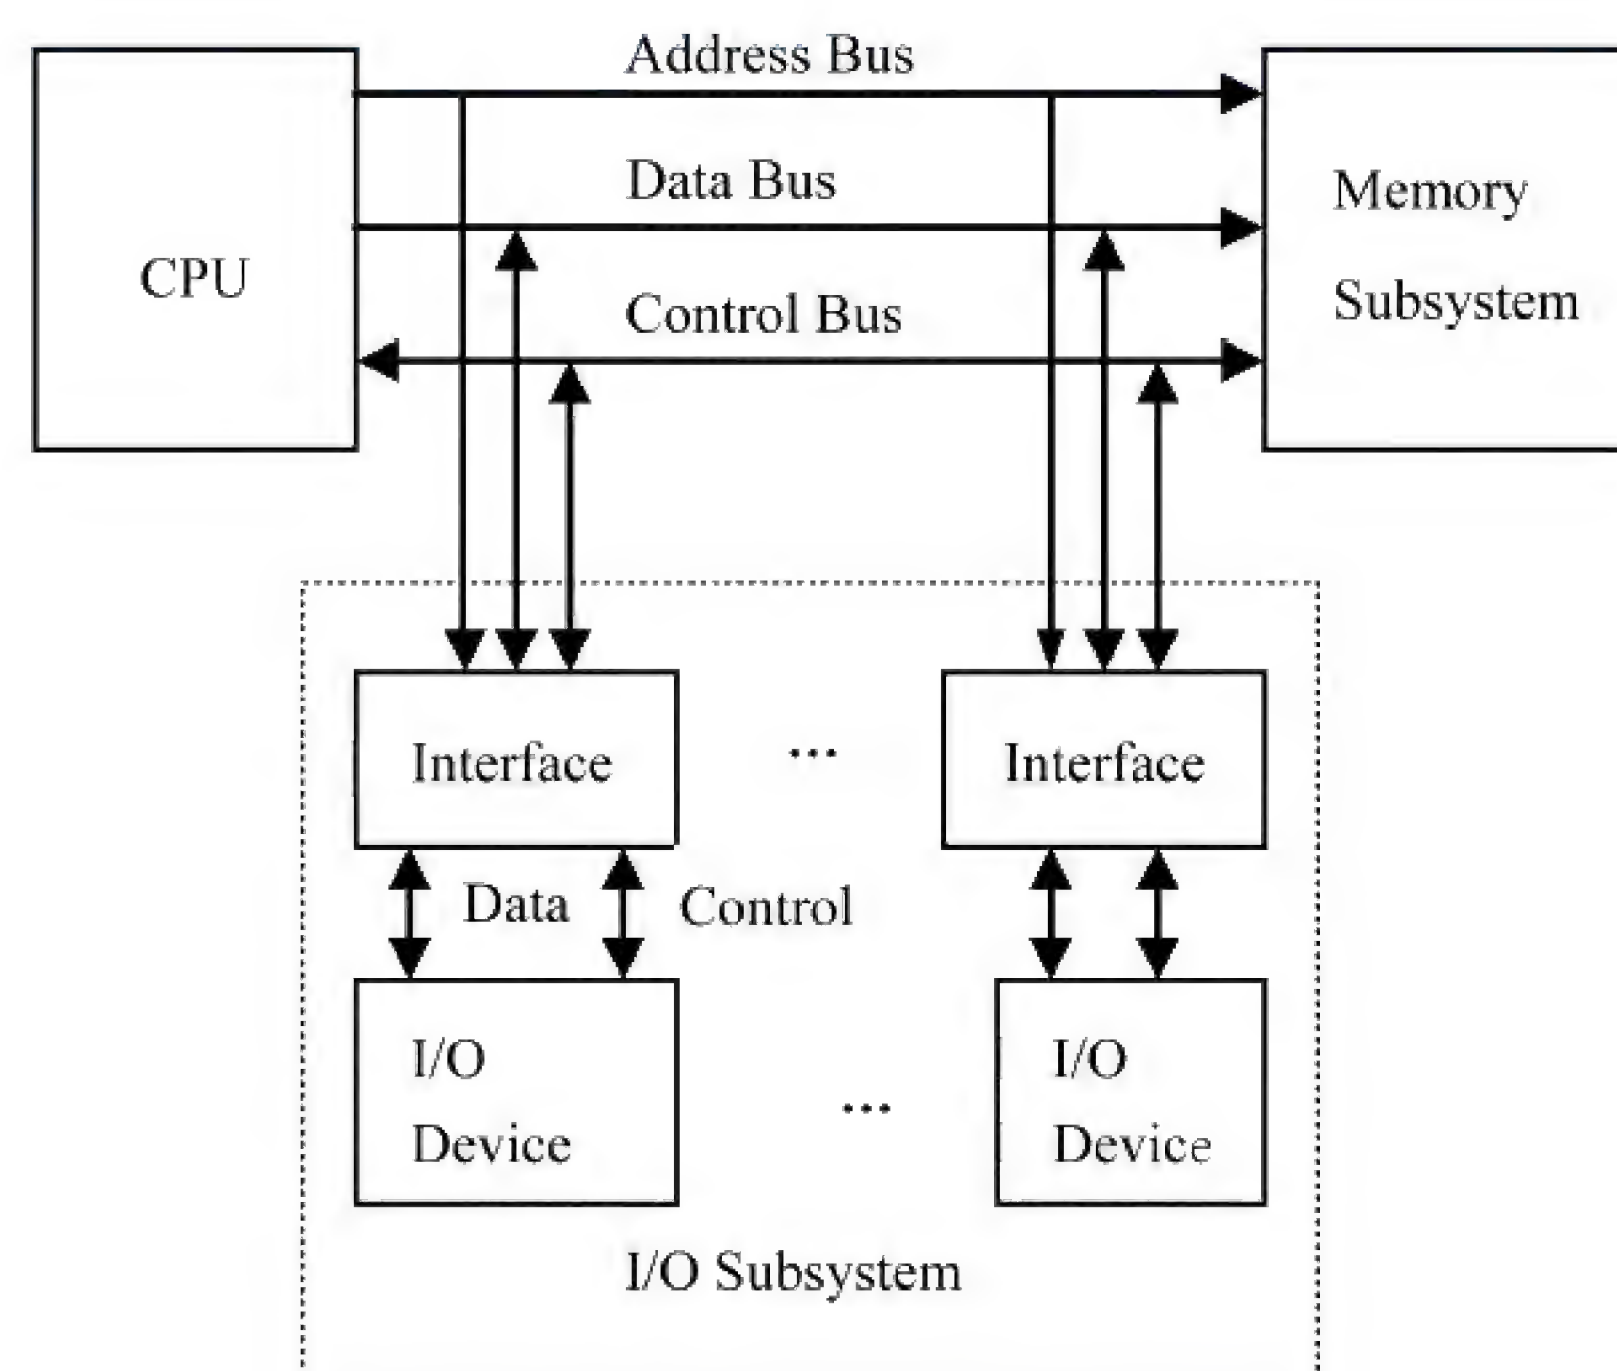 Address Bus
Data Bus
Control Bus
CPU
Memory
Subsystem
Interface
...
Interface
Data
Control
I/O
Device
...
I/O
Device
I/O Subsystem